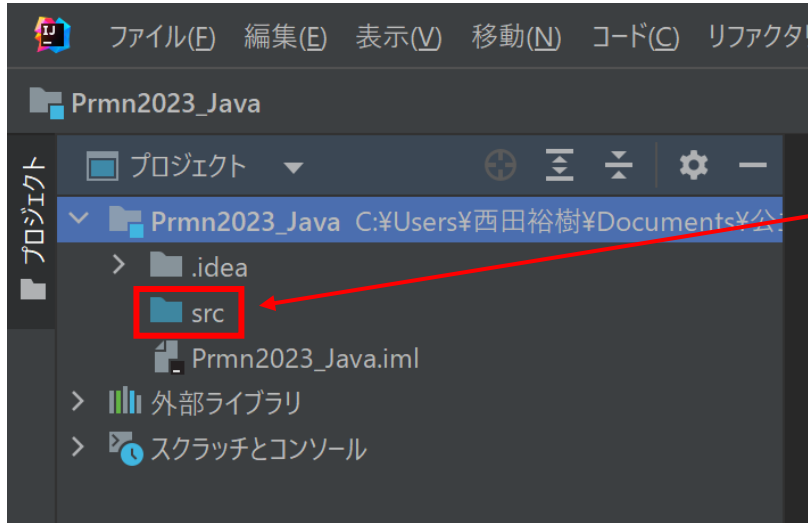 IJ
ファイル(F) 編集(E) 表示(V) 移動(N) コード(C) リファクタ
Prmn2023_Java
プロジェクト
プロジェクト
Prmn2023_Java C:¥Users¥西田裕樹¥Documents¥公
.idea
src
Prmn2023_Java.iml
外部ライブラリ
スクラッチとコンソール